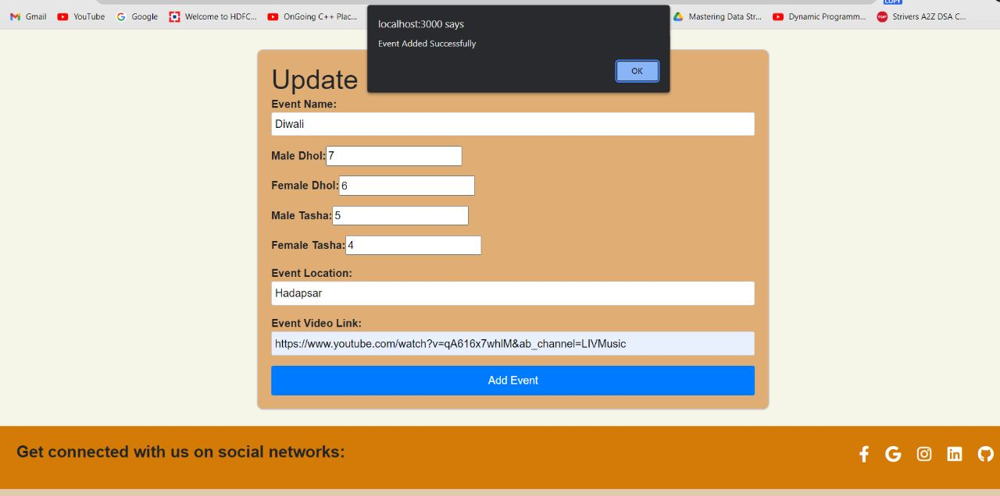 COPY
Gmail
YouTube
Google
Welcome to HDFC...
OnGoing C++ Plac...
Mastering Data Str...
Dynamic Programm...
Strivers A2Z DSA C...
localhost:3000 says
Event Added Successfully
OK
Update
Event Name:
Diwali
Male Dhol: 7
Female Dhol: 6
Male Tasha: 5
Female Tasha: 4
Event Location:
Hadapsar
Event Video Link:
https://www.youtube.com/watch?v=qA616x7whIM&ab_channel=LIVMusic
Add Event
Get connected with us on social networks: